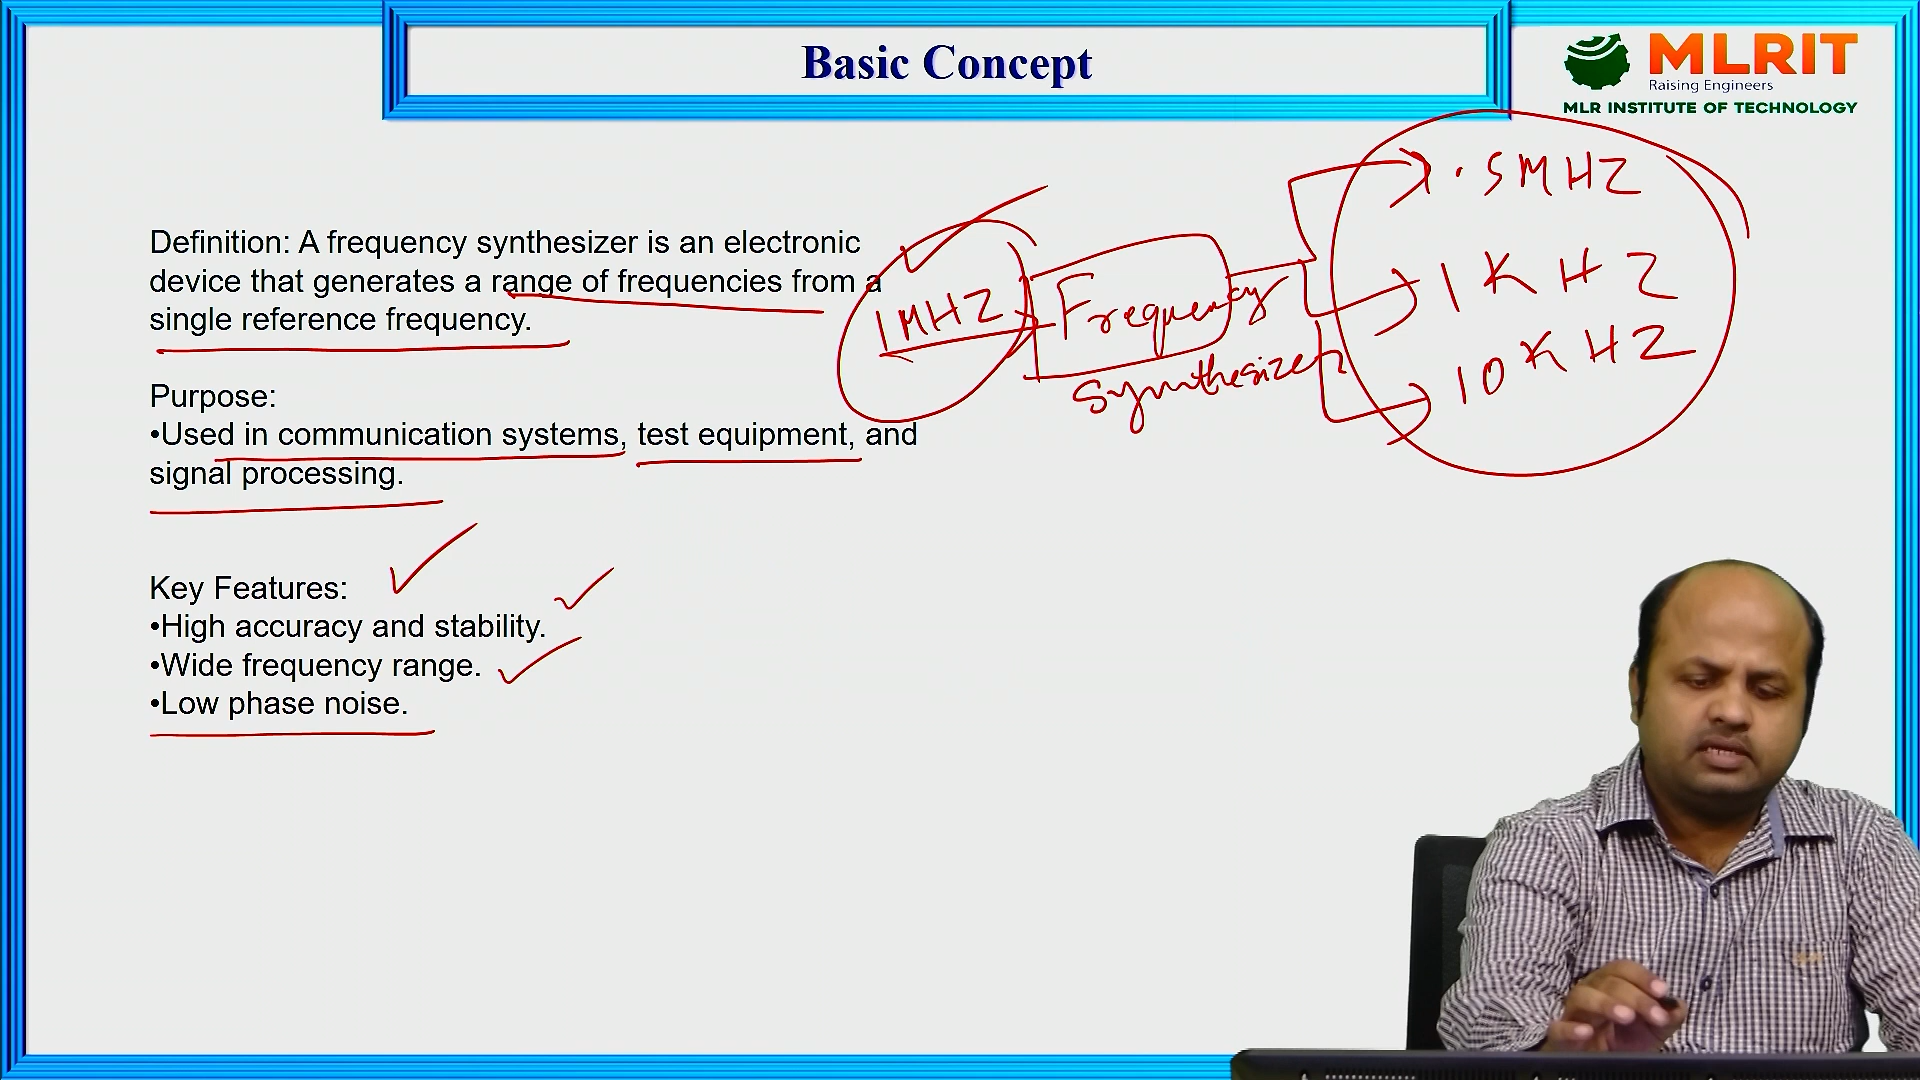 Basic Concept
MLRIT
Raising Engineers
MLR INSTITUTE OF TECHNOLOGY
Definition: A frequency synthesizer is an electronic
device that generates a range of frequencies from a
single reference frequency.
Purpose:
•Used in communication systems, test equipment, and
signal processing.
Key Features:
•High accuracy and stability.
•Wide frequency range.
•Low phase noise.
1MHZ
Frequency
Synthesizer
.5MHZ
1KHZ
10KHZ